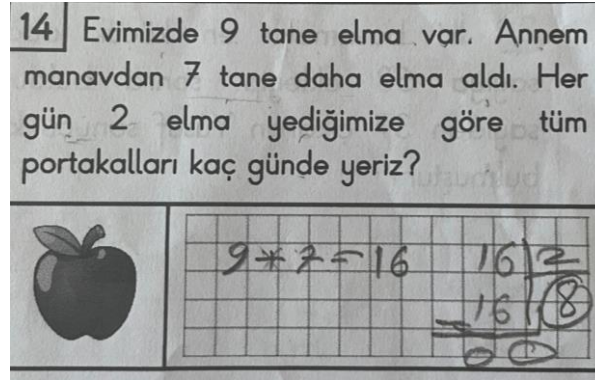 14 Evimizde 9 tane elma var. Annem
manavdan 7 tane daha elma aldı. Her
gün 2 elma yediğimize göre tüm
portakalları kaç günde yeriz?
9+7=16
16 2
-16 8
00